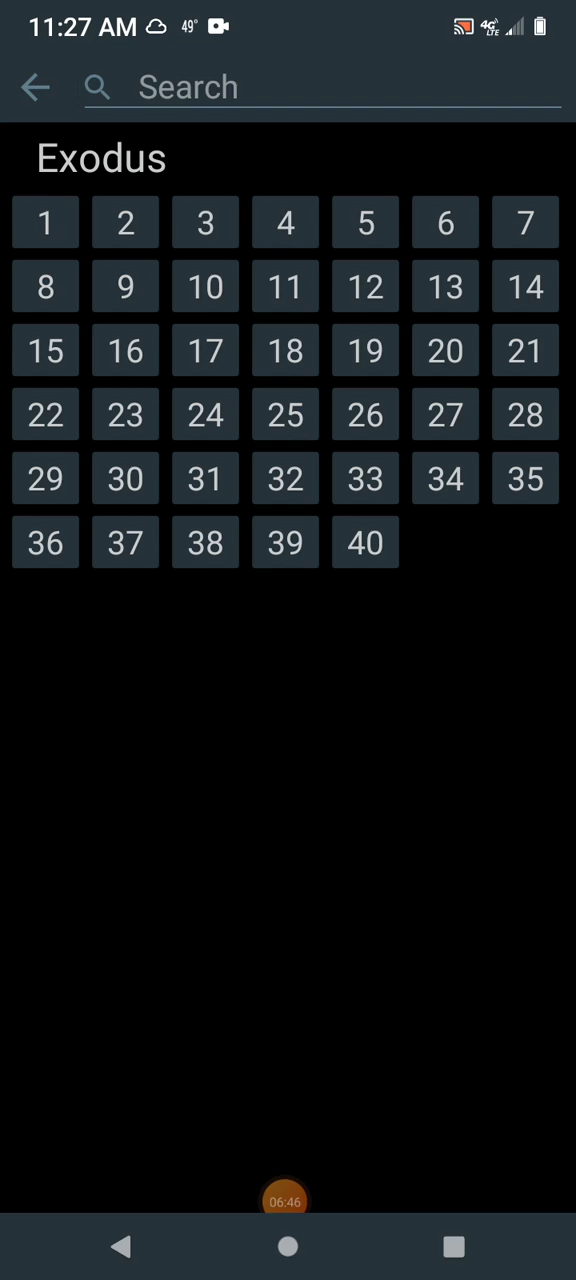 11:27 AM 49° 4G LTE
Search
Exodus
1 2 3 4 5 6 7
8 9 10 11 12 13 14
15 16 17 18 19 20 21
22 23 24 25 26 27 28
29 30 31 32 33 34 35
36 37 38 39 40
06:46